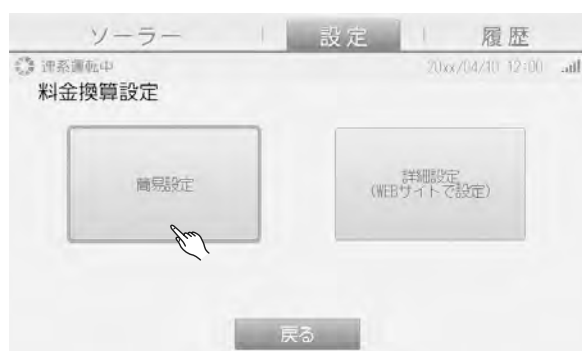 ソーラー 設定 履歴
連系運転中 20xx/04/10 12:00
料金換算設定
簡易設定
詳細設定
(WEBサイトで設定)
戻る